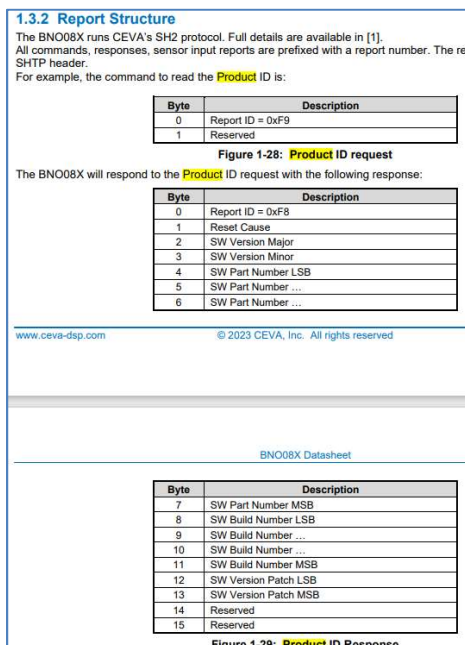 1.3.2 Report Structure
The BNO08X runs CEVA's SH2 protocol. Full details are available in [1].
All commands, responses, sensor input reports are prefixed with a report number. The re
SHTP header.
For example, the command to read the Product ID is:
Byte Description
0 Report ID = 0xF9
1 Reserved
Figure 1-28: Product ID request
The BNO08X will respond to the Product ID request with the following response:
Byte Description
0 Report ID = 0xF8
1 Reset Cause
2 SW Version Major
3 SW Version Minor
4 SW Part Number LSB
5 SW Part Number ...
6 SW Part Number ...
www.ceva-dsp.com © 2023 CEVA, Inc. All rights reserved
BNO08X Datasheet
Byte Description
7 SW Part Number MSB
8 SW Build Number LSB
9 SW Build Number ...
10 SW Build Number ...
11 SW Build Number MSB
12 SW Version Patch LSB
13 SW Version Patch MSB
14 Reserved
15 Reserved
Figure 1-29: Product ID Response